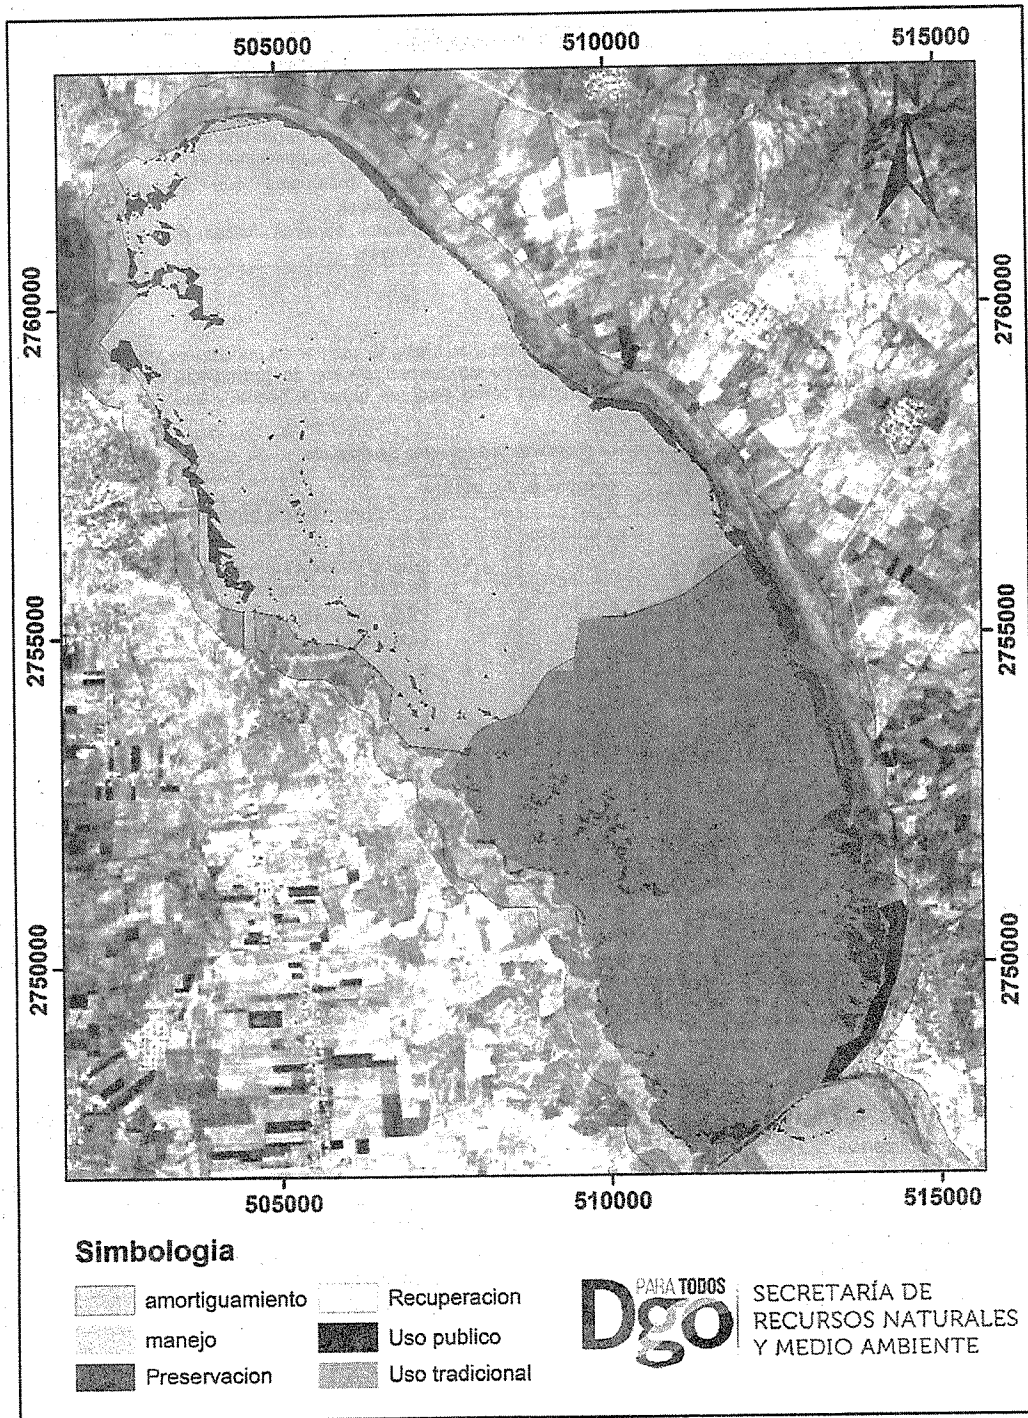 505000 510000 515000
N
2760000 2760000
2755000 2755000
2750000 2750000
505000 510000 515000
Simbologia
amortiguamiento
manejo
Preservacion
Recuperacion
Uso publico
Uso tradicional
Dgo
PARA TODOS
SECRETARÍA DE
RECURSOS NATURALES
Y MEDIO AMBIENTE